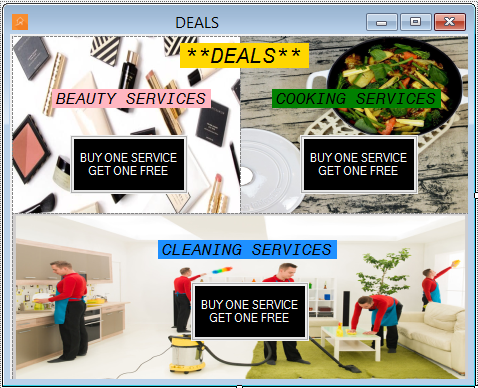 DEALS
**DEALS**
BEAUTY SERVICES
COOKING SERVICES
BUY ONE SERVICE
GET ONE FREE
BUY ONE SERVICE
GET ONE FREE
CLEANING SERVICES
BUY ONE SERVICE
GET ONE FREE